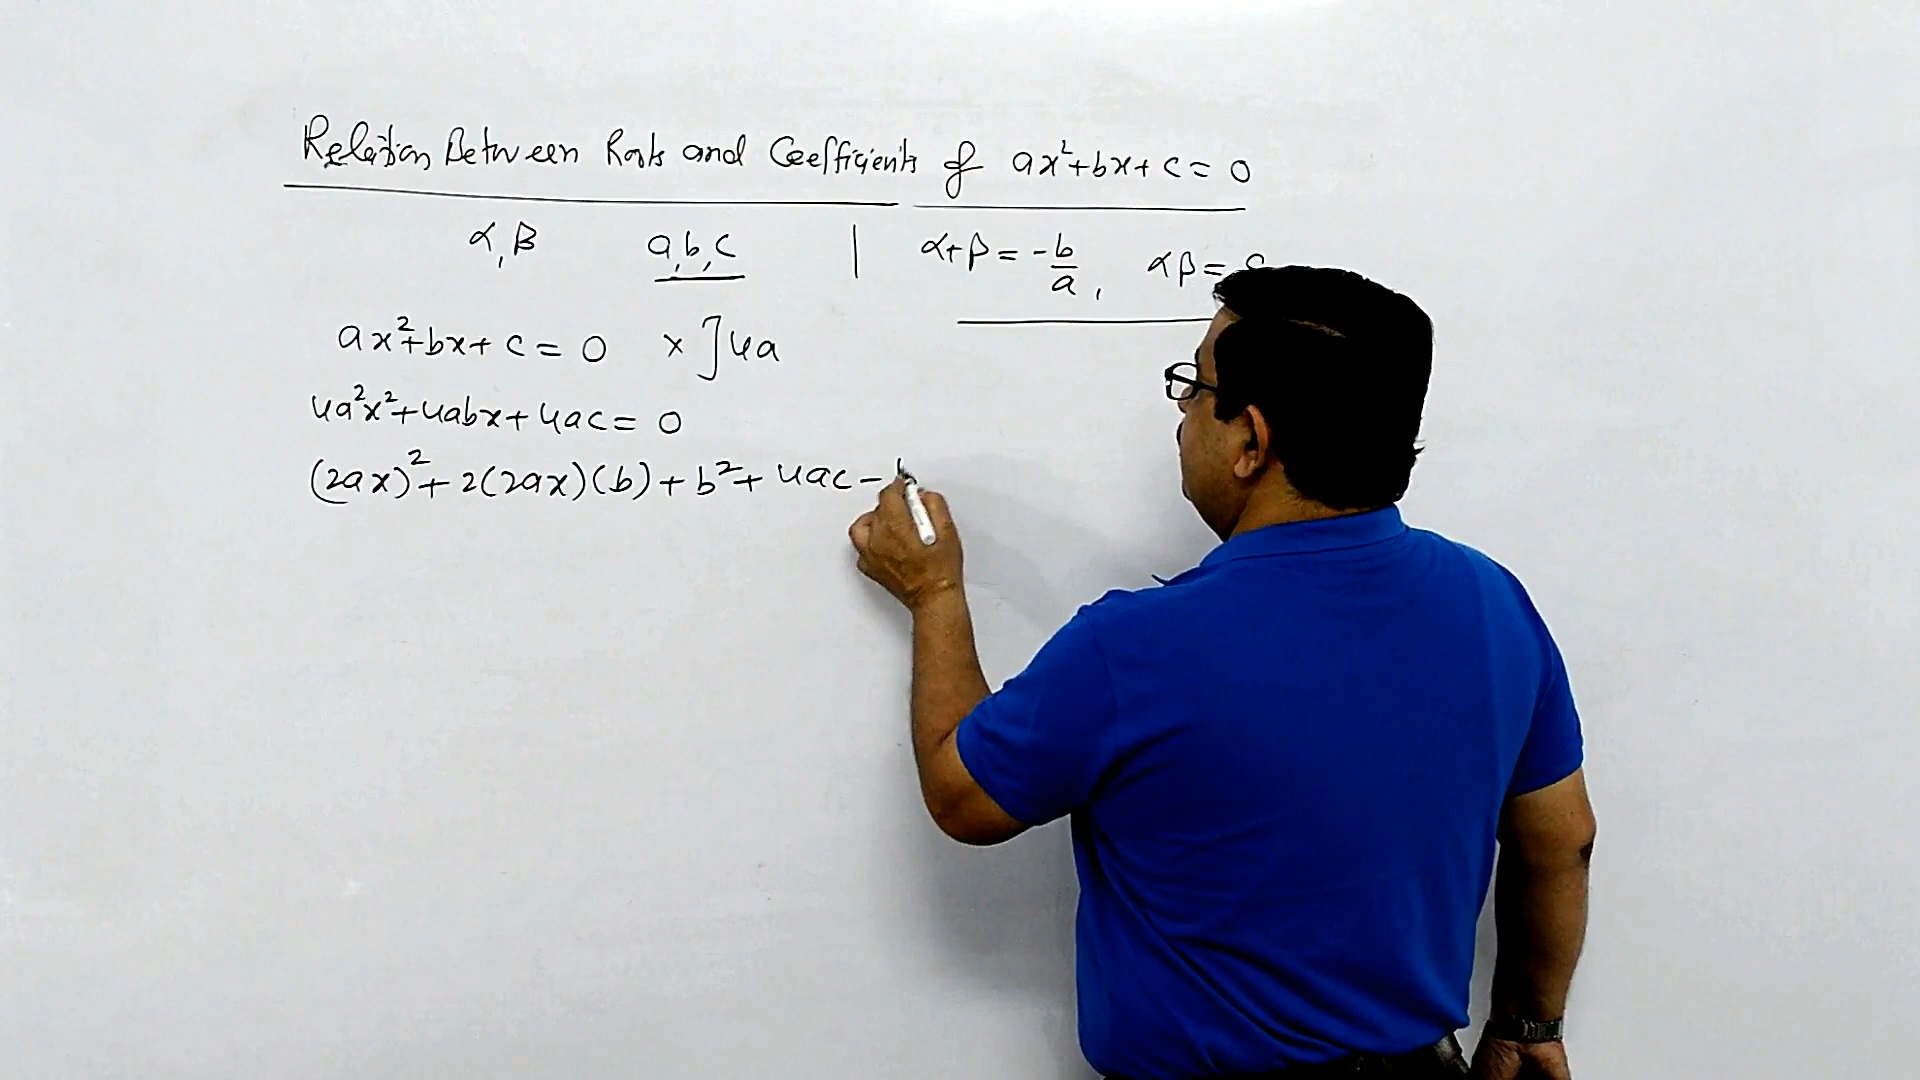 Relation Between Roots and Coefficients of ax²+bx+c=0
α,β a,b,c | α+β=-b/a, αβ=
ax²+bx+c=0 × ]4a
4a²x²+4abx+4ac=0
(2ax)²+2(2ax)(b)+b²+4ac-